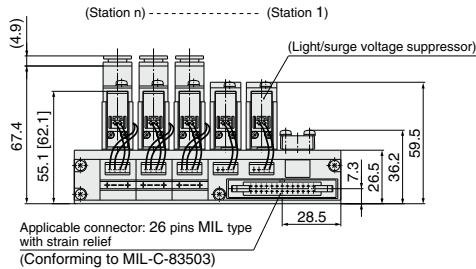 (Station n) (Station 1)
(Light/surge voltage suppressor)
(4.9)
67.4
55.1 [62.1]
7.3
26.5
36.2
59.5
28.5
Applicable connector: 26 pins MIL type
with strain relief
(Conforming to MIL-C-83503)